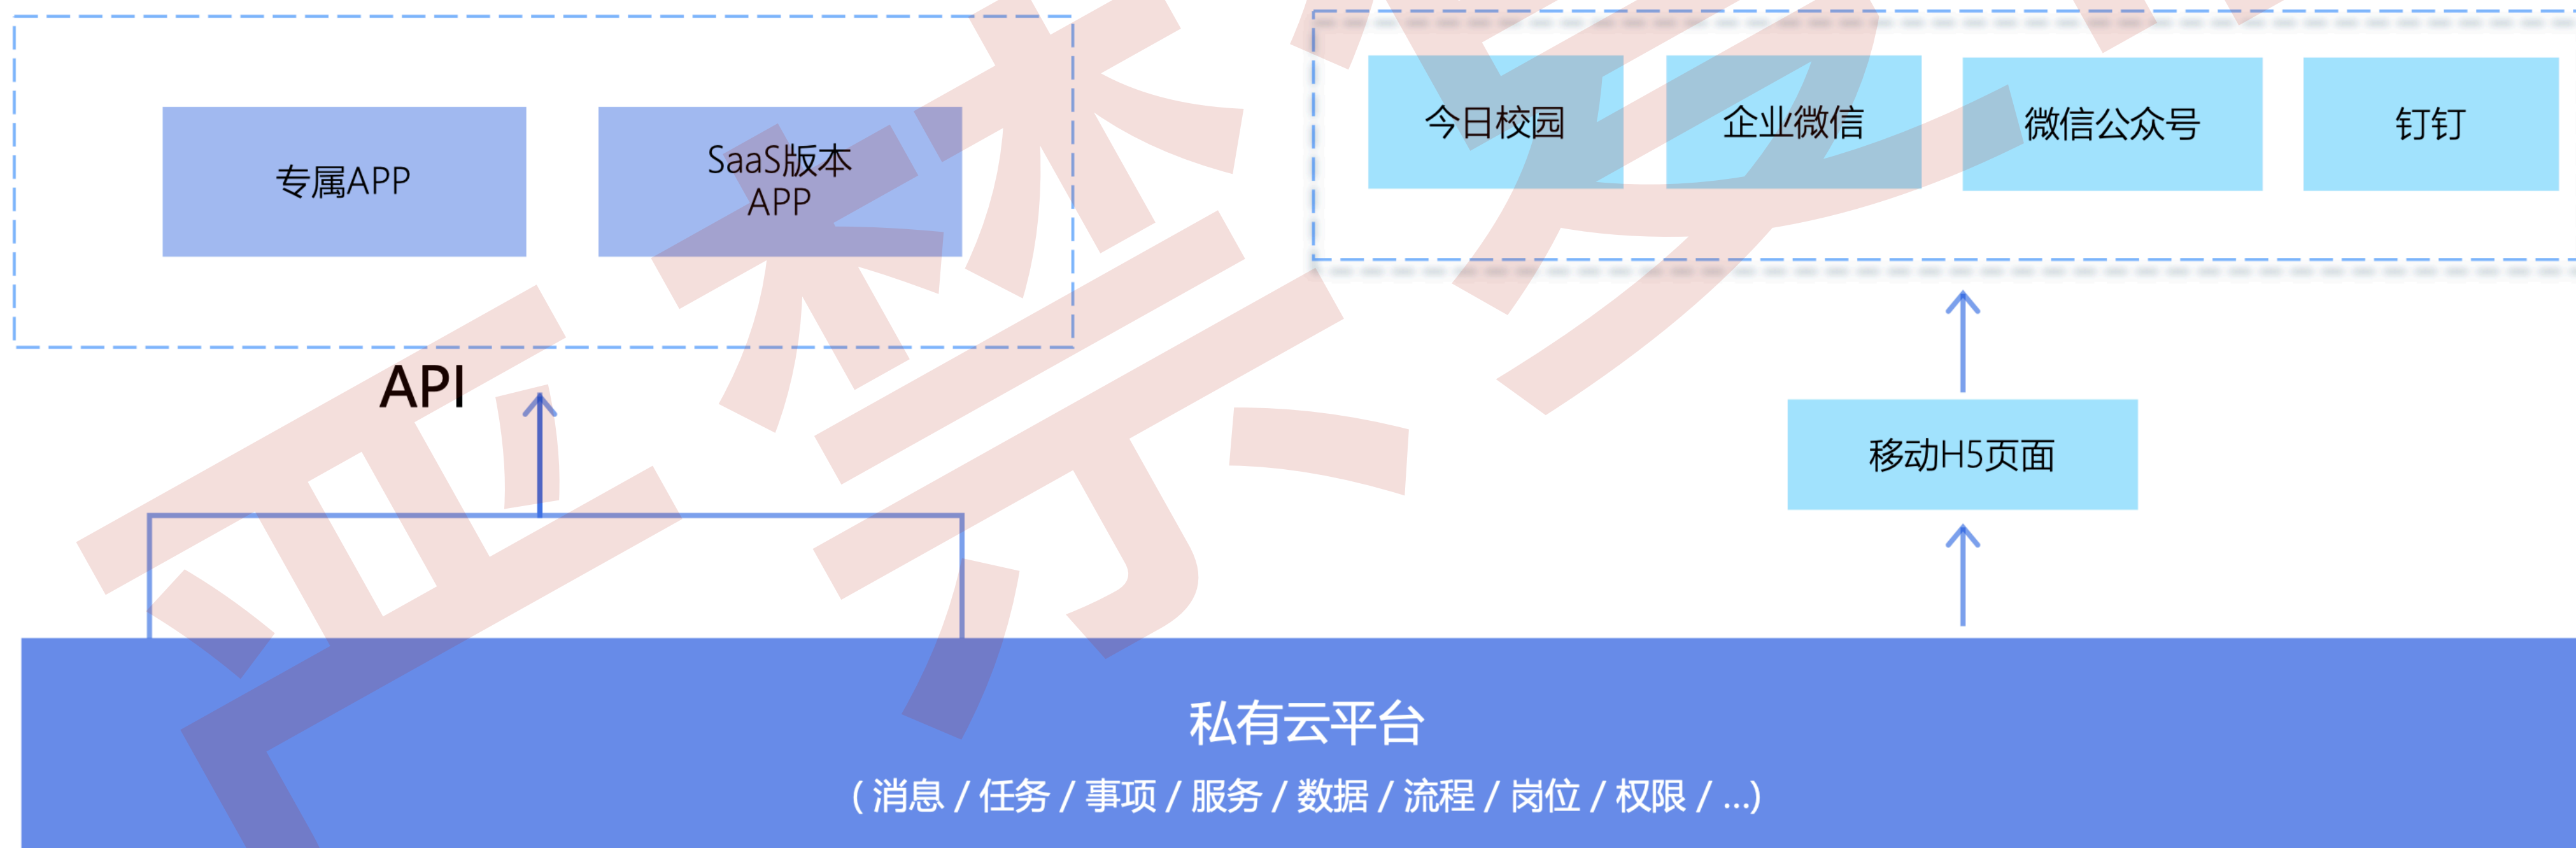 今日校园
企业微信
微信公众号
钉钉
专属APP
SaaS版本
APP
API
移动H5页面
私有云平台
( 消息 / 任务 / 事项 / 服务 / 数据 / 流程 / 岗位 / 权限 / ...)
严禁